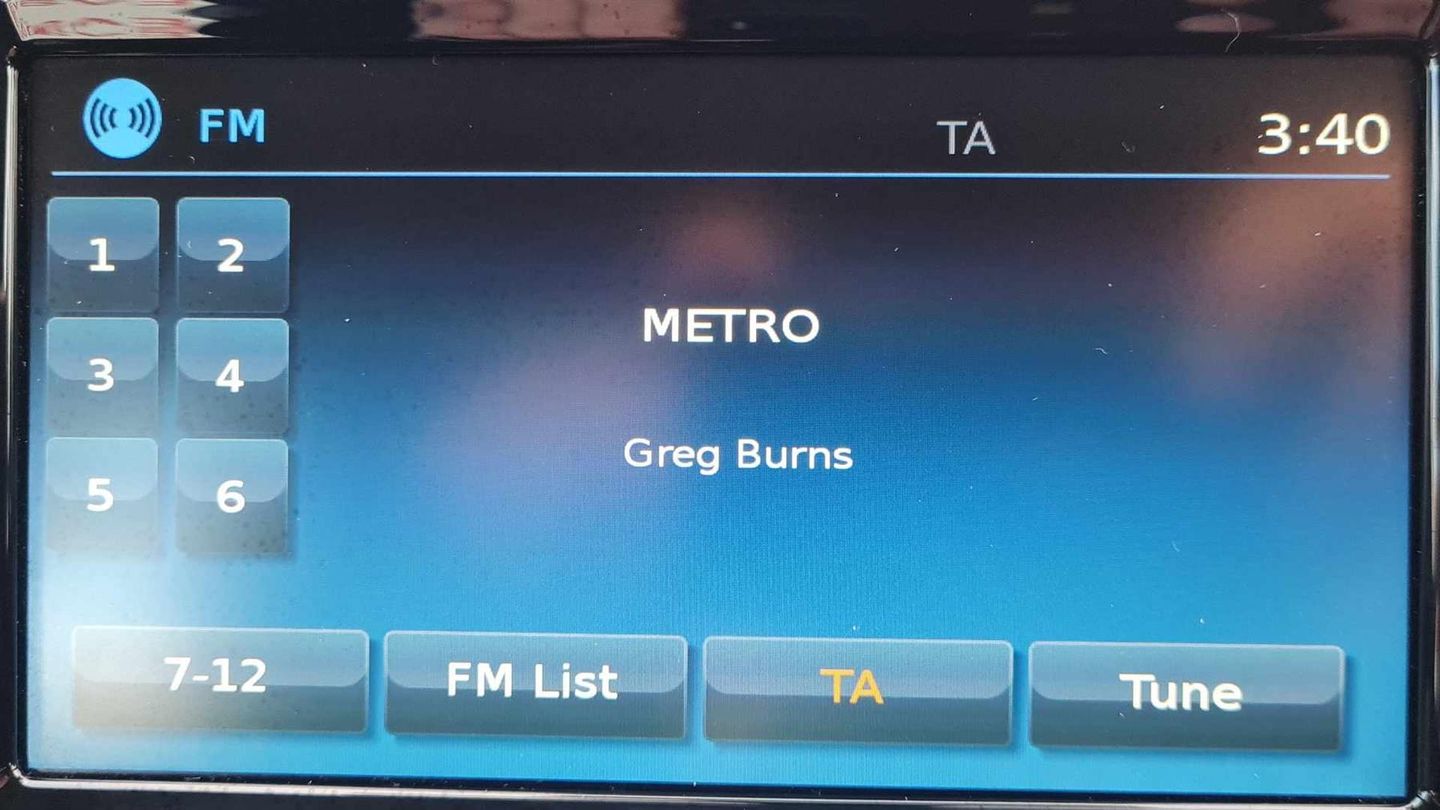 FM TA 3:40
1 2
METRO
3 4
Greg Burns
5 6
7-12 FM List TA Tune